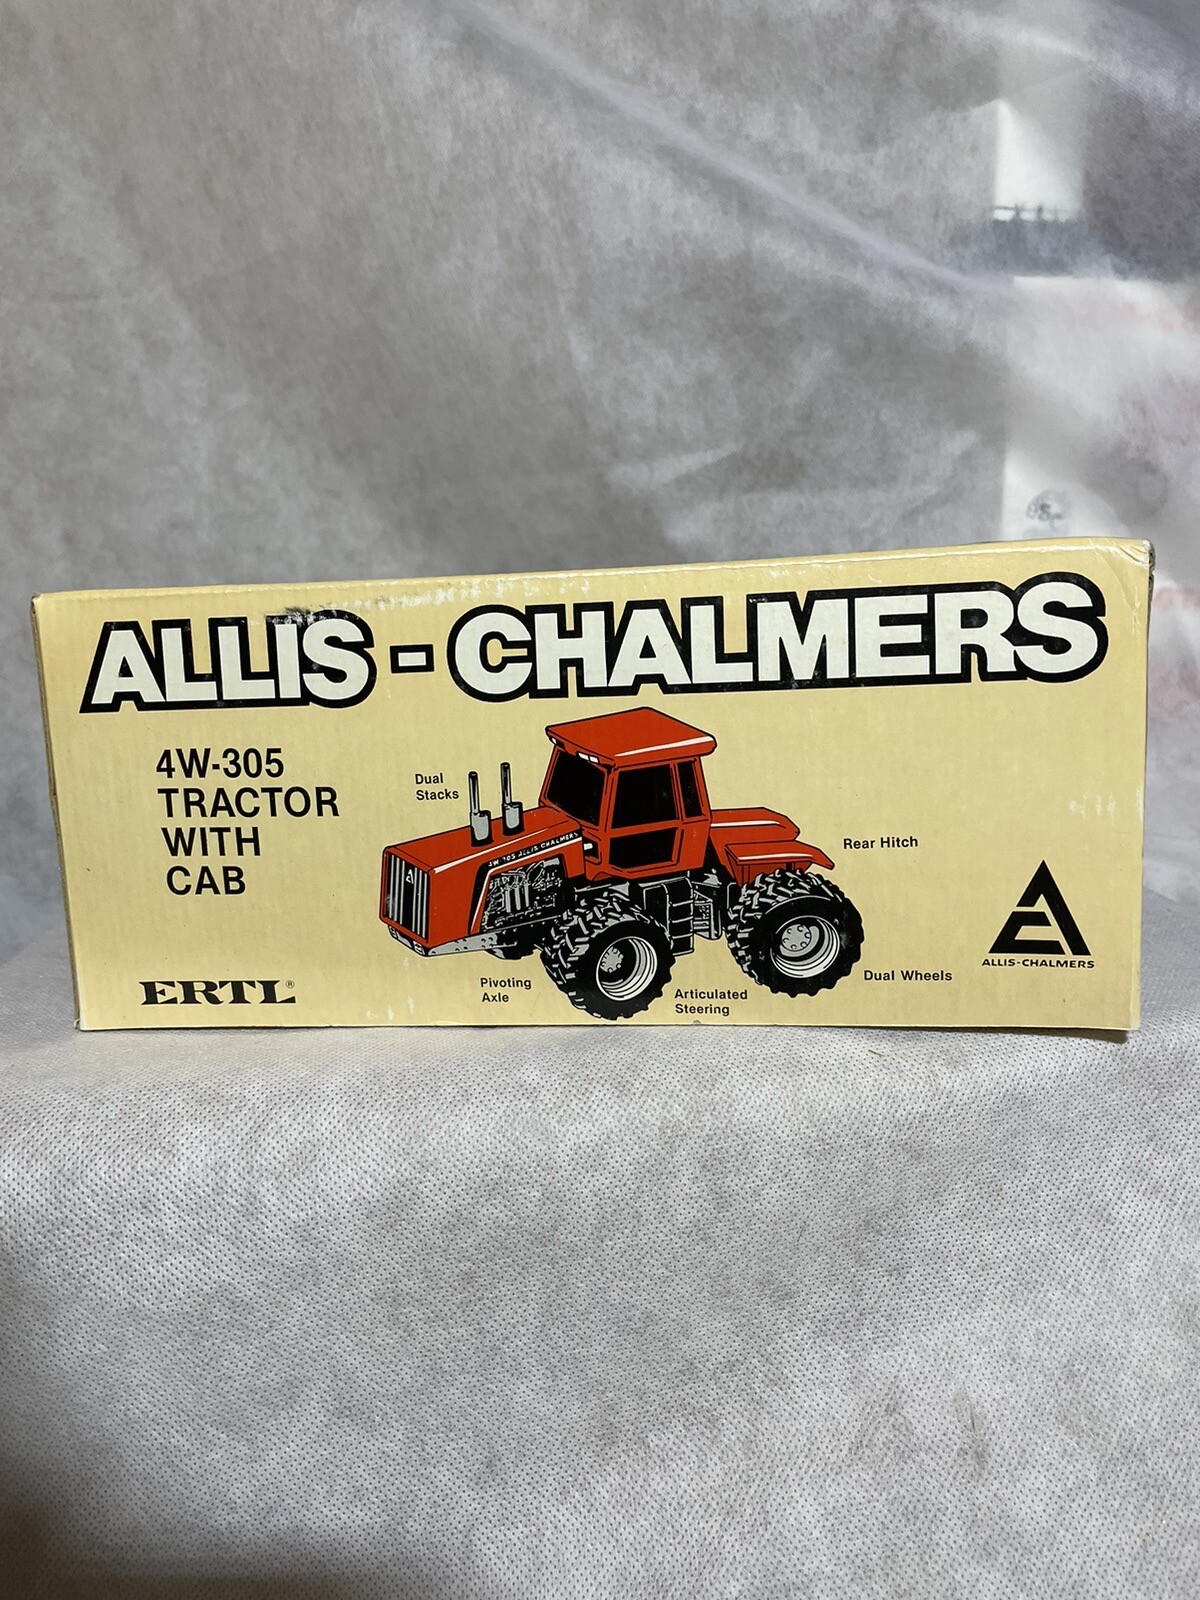 ALLIS-CHALMERS
4W-305
TRACTOR
WITH
CAB
Dual
Stacks
4W-305 ALLIS CHALMERS
Rear Hitch
ALLIS-CHALMERS
Dual Wheels
Pivoting
Axle
Articulated
Steering
ERTL®